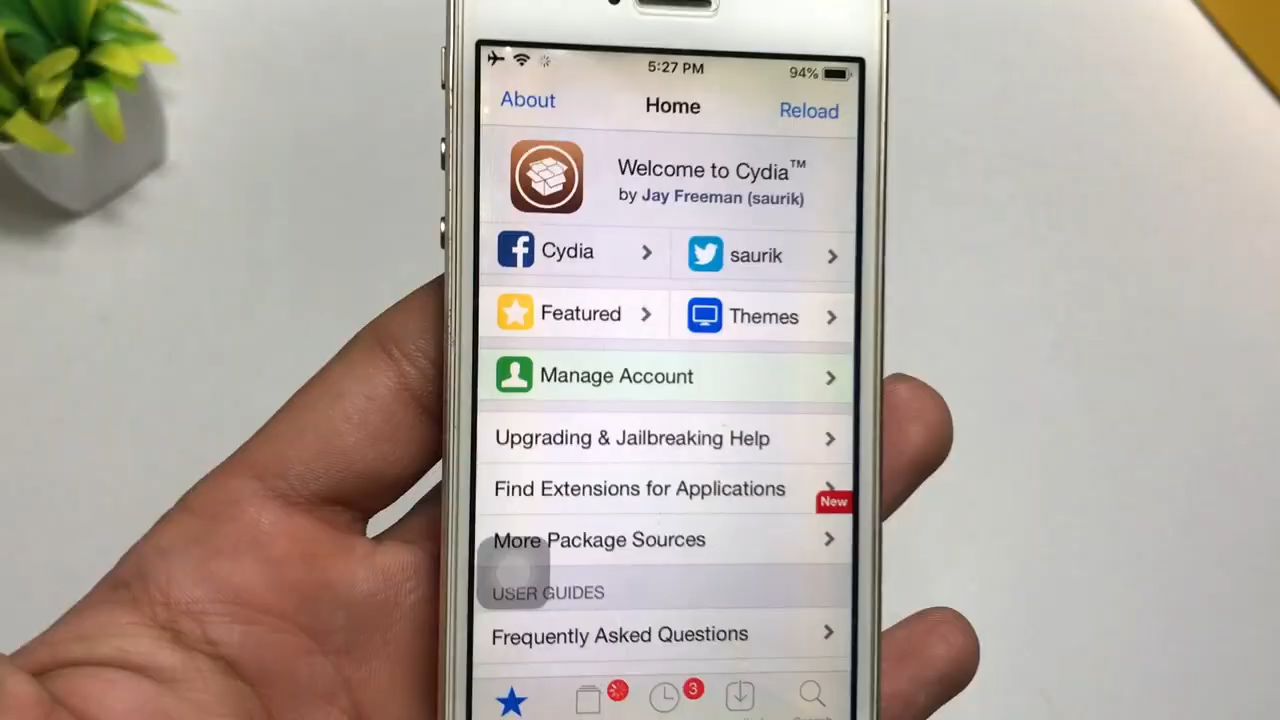 5:27 PM
94%
About
Home
Reload
Welcome to Cydia™
by Jay Freeman (saurik)
Cydia
saurik
Featured
Themes
Manage Account
Upgrading & Jailbreaking Help
Find Extensions for Applications
New
More Package Sources
USER GUIDES
Frequently Asked Questions
3